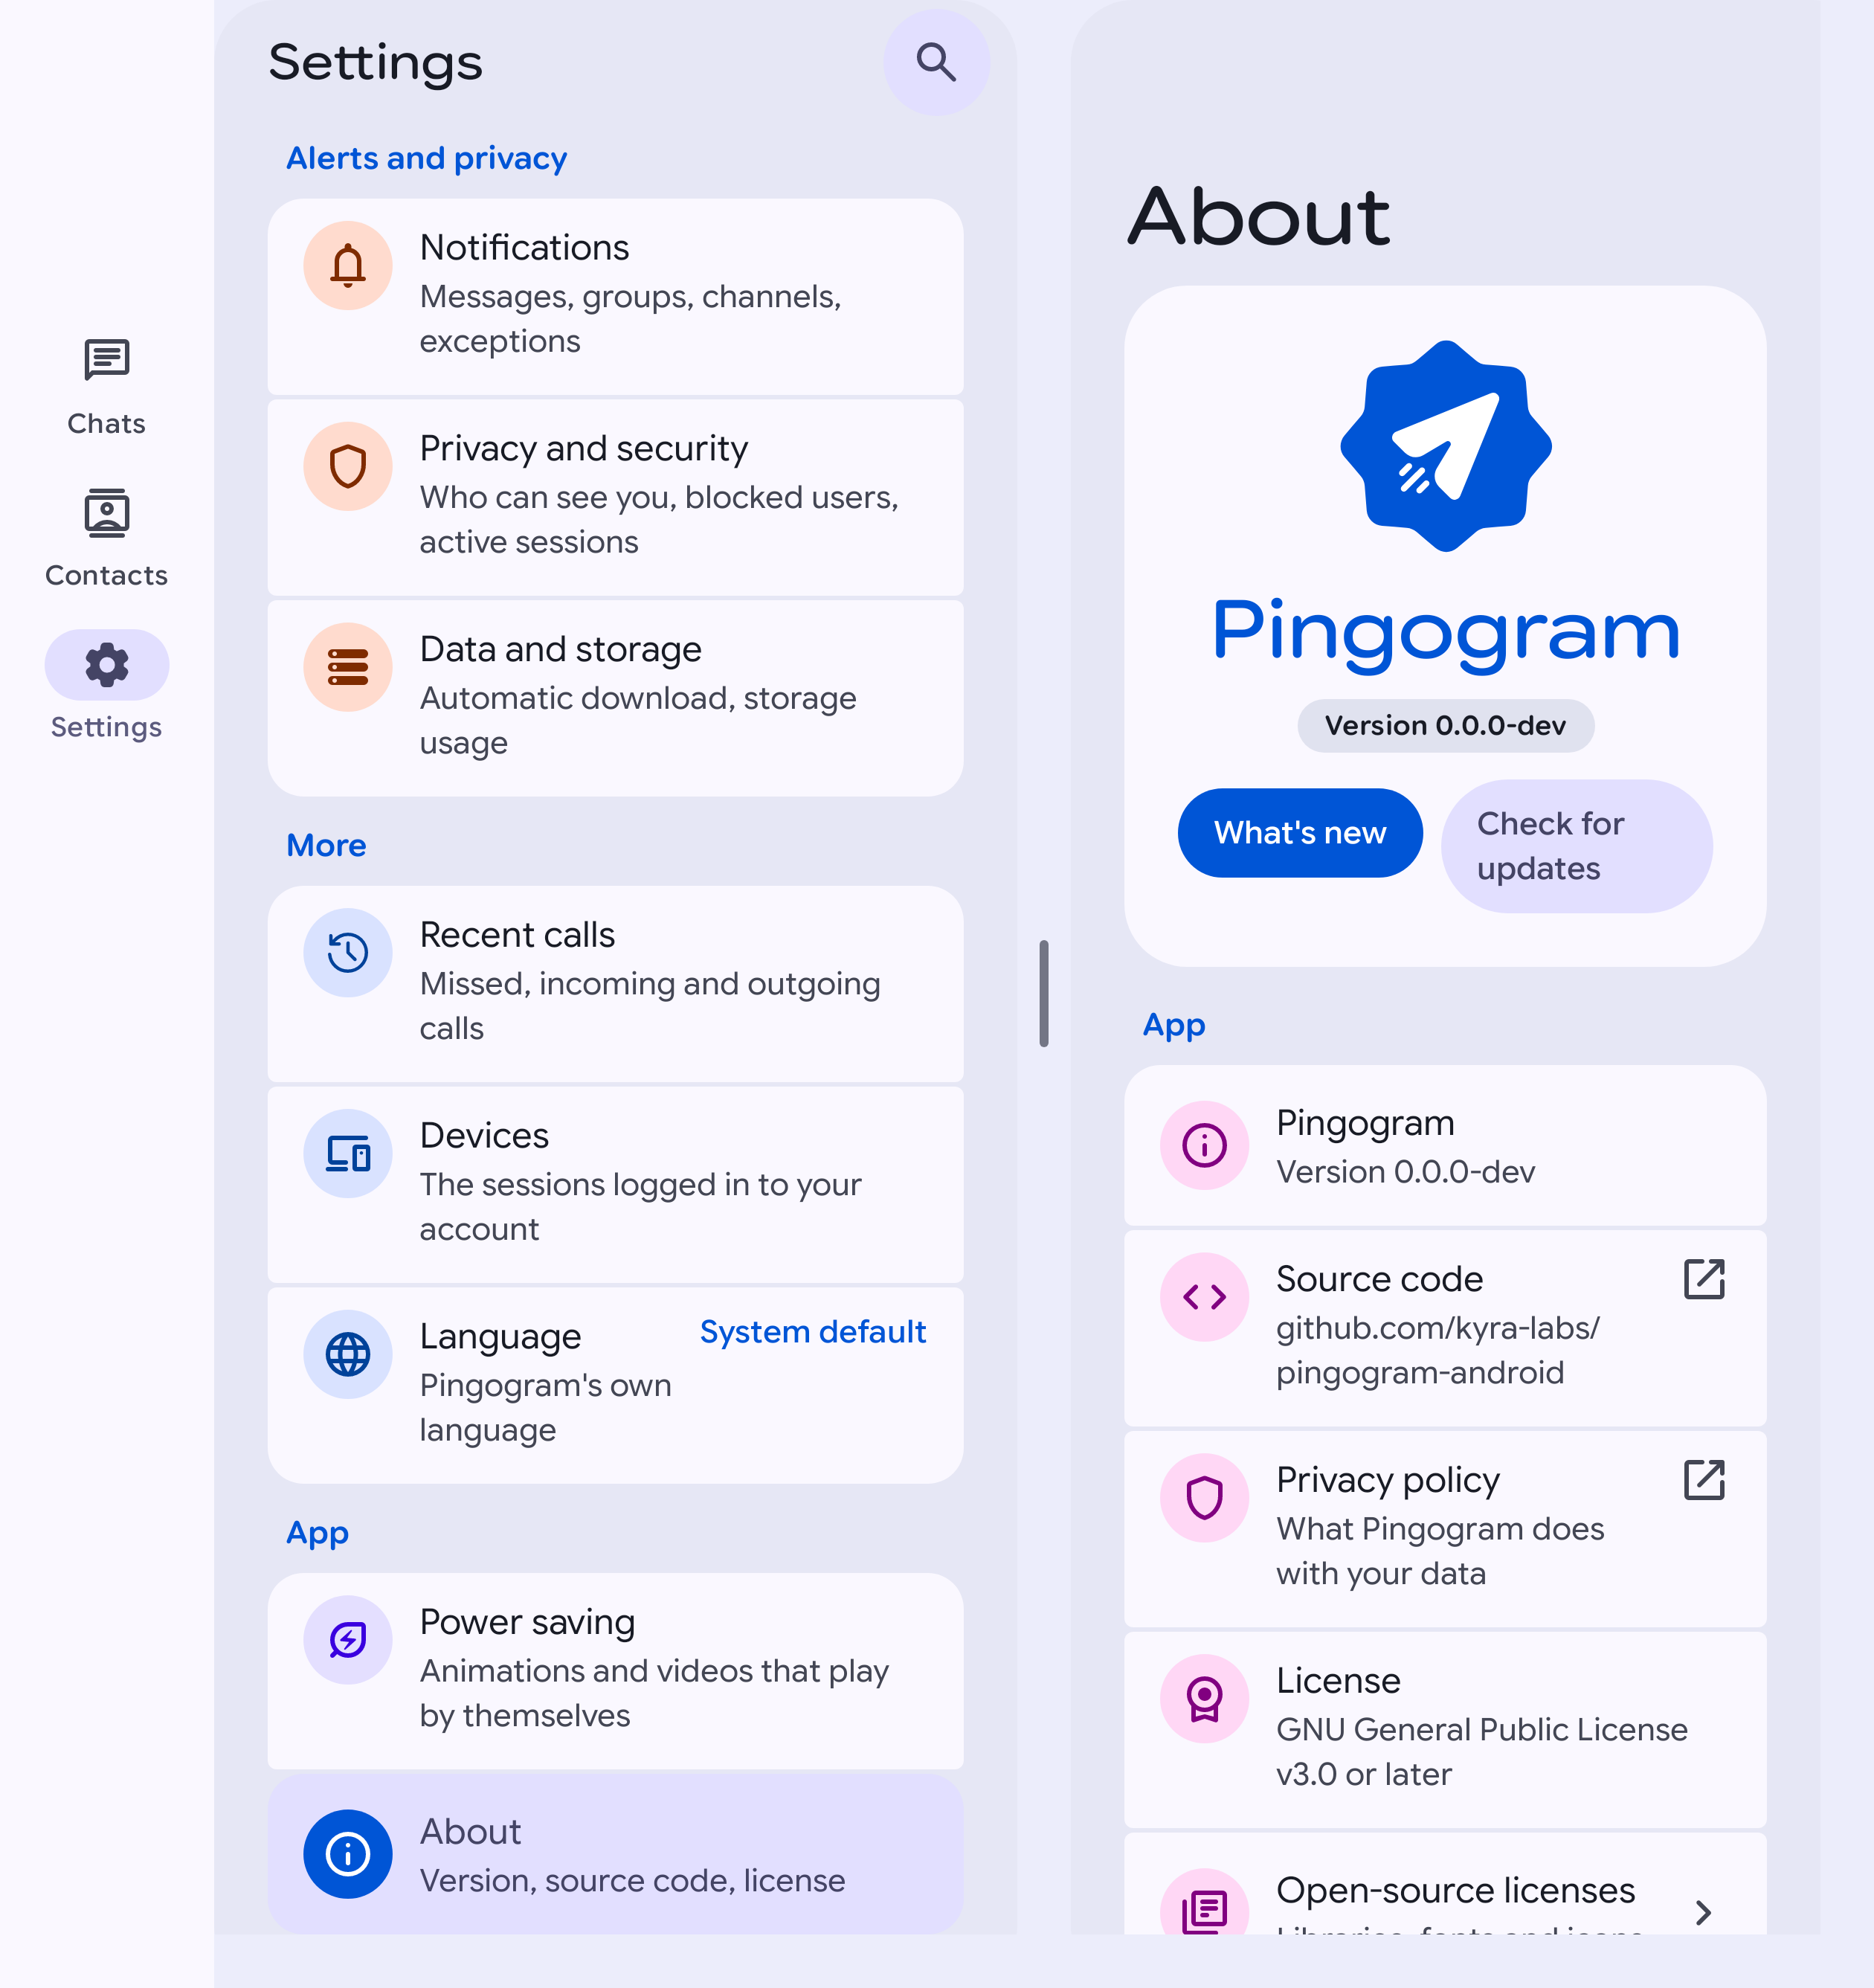 Chats
Contacts
Settings
Settings
Alerts and privacy
Notifications
Messages, groups, channels,
exceptions
Privacy and security
Who can see you, blocked users,
active sessions
Data and storage
Automatic download, storage
usage
More
Recent calls
Missed, incoming and outgoing
calls
Devices
The sessions logged in to your
account
Language
System default
Pingogram's own
language
App
Power saving
Animations and videos that play
by themselves
About
Version, source code, license
About
Pingogram
Version 0.0.0-dev
What's new
Check for
updates
App
Pingogram
Version 0.0.0-dev
Source code
github.com/kyra-labs/
pingogram-android
Privacy policy
What Pingogram does
with your data
License
GNU General Public License
v3.0 or later
Open-source licenses
Libraries, fonts and icons